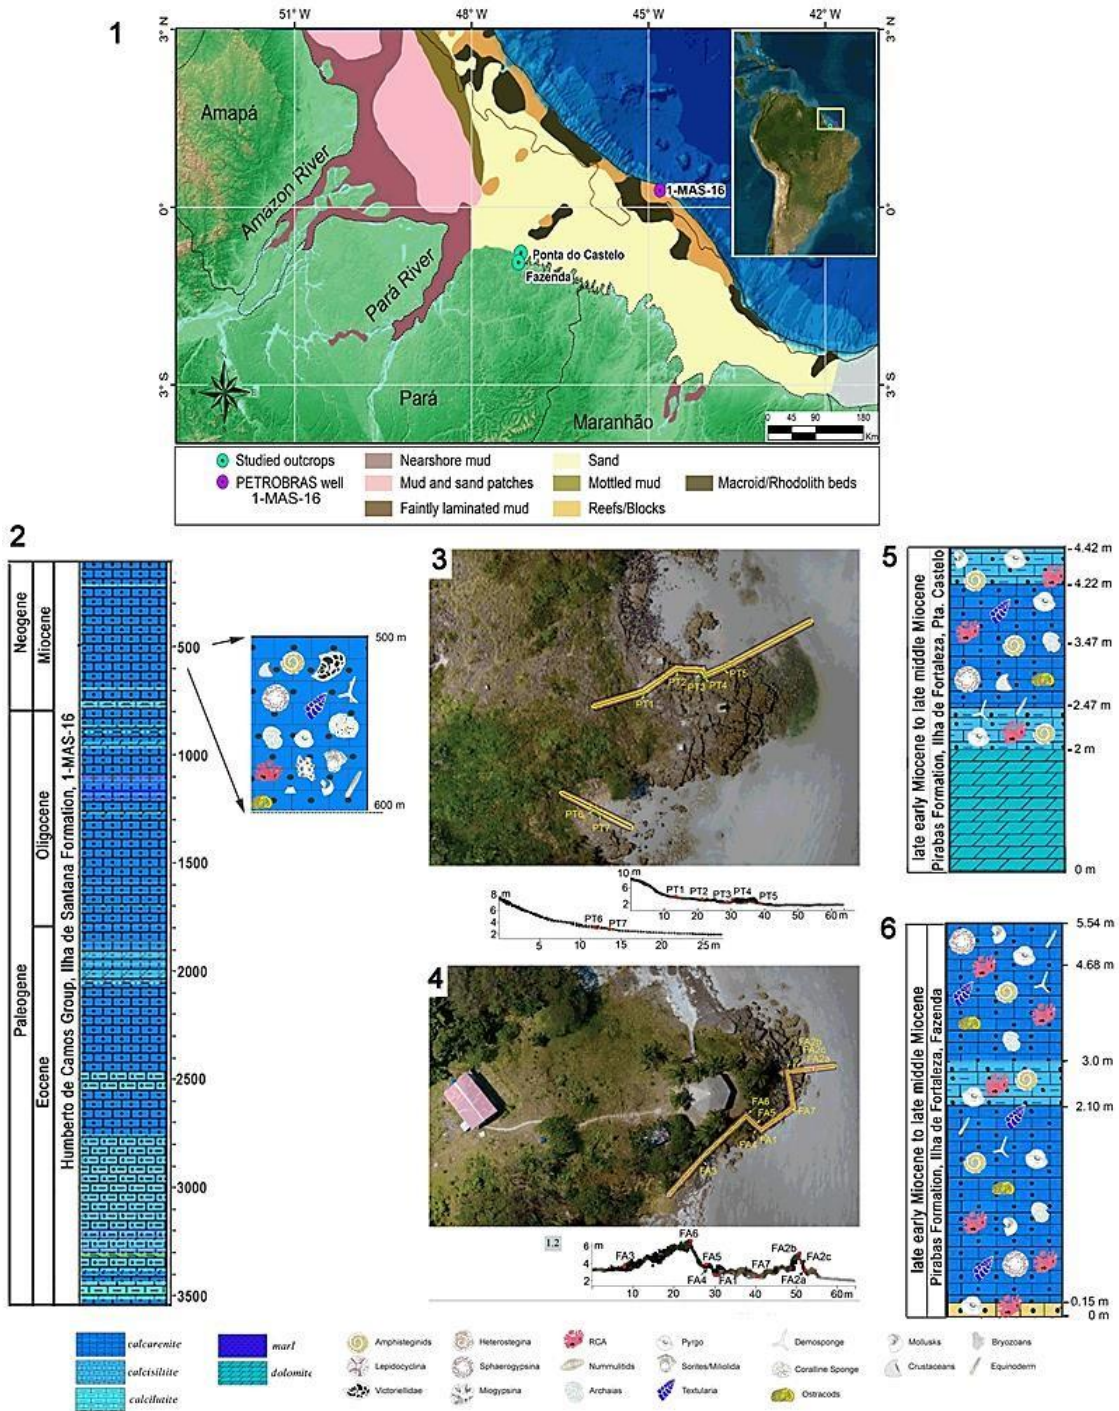 1
51°W
48° W
45° W
42° W
3°N
3°N
Amapá
Amazon River
1-MAS-16
0°
0°
Ponta do Castelo
Fazenda
Pará River
3°S
3°S
Pará
Maranhão
0 45 90 180
Km
Studied outcrops
Nearshore mud
Sand
PETROBRAS well
1-MAS-16
Mud and sand patches
Mottled mud
Macroid/Rhodolith beds
Faintly laminated mud
Reefs/Blocks
2
Neogene
Paleogene
Miocene
Oligocene
Eocene
Humberto de Camos Group, Ilha de Santana Formation, 1-MAS-16
500
1000
1500
2000
2500
3000
3500
500 m
600 m
3
PT1
PT2
PT3
PT4
PT5
PT6
PT7
10 m
6
4
2
PT1 PT2 PT3 PT4 PT5
10 20 30 40 50 60 m
8 m
6
4
2
PT6 PT7
5 10 15 20 25 m
4
FA2b
FA2c
FA2a
FA6
FA5
FA7
FA1
FA3
1.2
6 m
4
2
FA3
FA6
FA5
FA4
FA1
FA7
FA2b
FA2a
FA2c
10 20 30 40 50 60 m
5
late early Miocene to late middle Miocene
Pirabas Formation, Ilha de Fortaleza, Pta. Castelo
4.42 m
4.22 m
3.47 m
2.47 m
2 m
0 m
6
late early Miocene to late middle Miocene
Pirabas Formation, Ilha de Fortaleza, Fazenda
5.54 m
4.68 m
3.0 m
2.10 m
0.15 m
0 m
calcarenite
marl
calcisiltite
dolomite
calcilutite
Amphisteginids
Heterostegina
RCA
Pyrgo
Demosponge
Mollusks
Bryozoans
Lepidocyclina
Sphaerogypsina
Nummulitids
Sorites/Miliolida
Coralline Sponge
Crustaceans
Equinoderm
Victoriellidae
Miogypsina
Archaias
Textularia
Ostracods